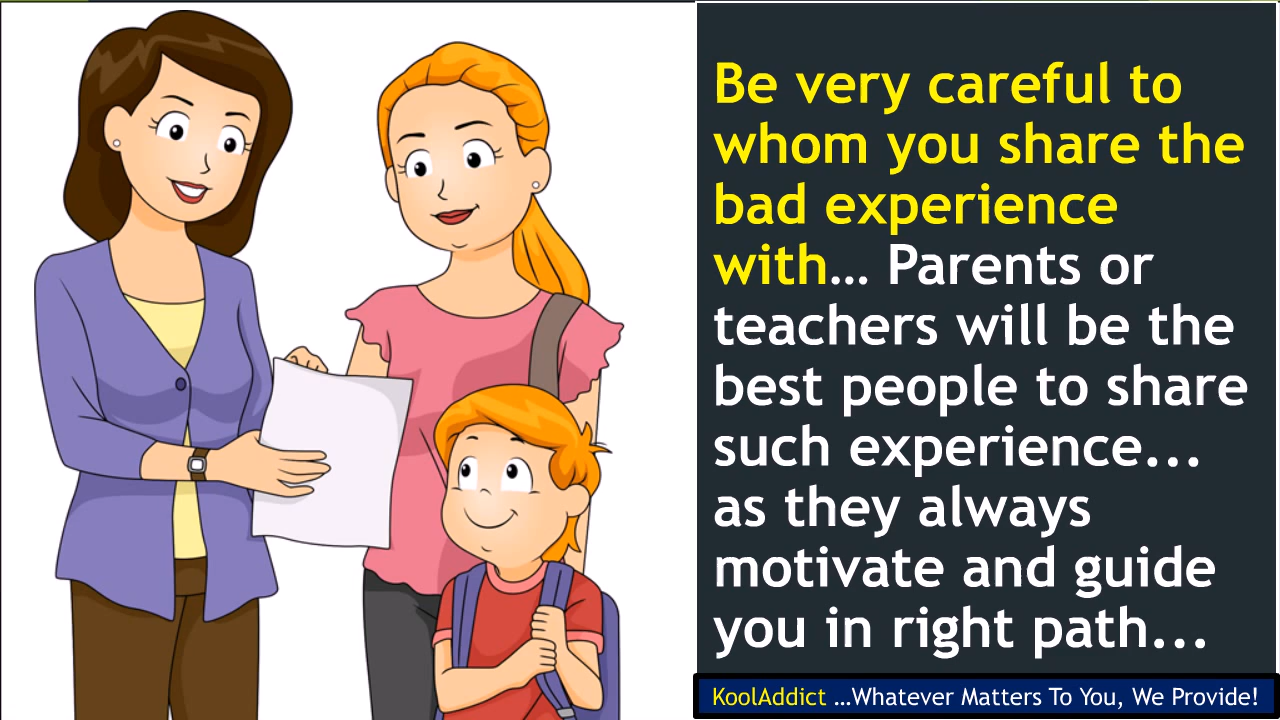 Be very careful to
whom you share the
bad experience
with… Parents or
teachers will be the
best people to share
such experience...
as they always
motivate and guide
you in right path...
KoolAddict …Whatever Matters To You, We Provide!